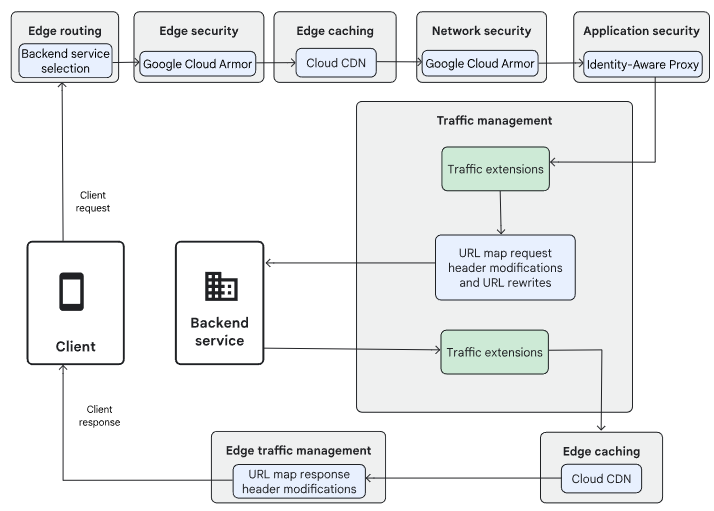 Edge routing
Backend service
selection
Edge security
Google Cloud Armor
Edge caching
Cloud CDN
Network security
Google Cloud Armor
Application security
Identity-Aware Proxy
Traffic management
Traffic extensions
URL map request
header modifications
and URL rewrites
Traffic extensions
Client
request
Client
Backend
service
Client
response
Edge traffic management
URL map response
header modifications
Edge caching
Cloud CDN